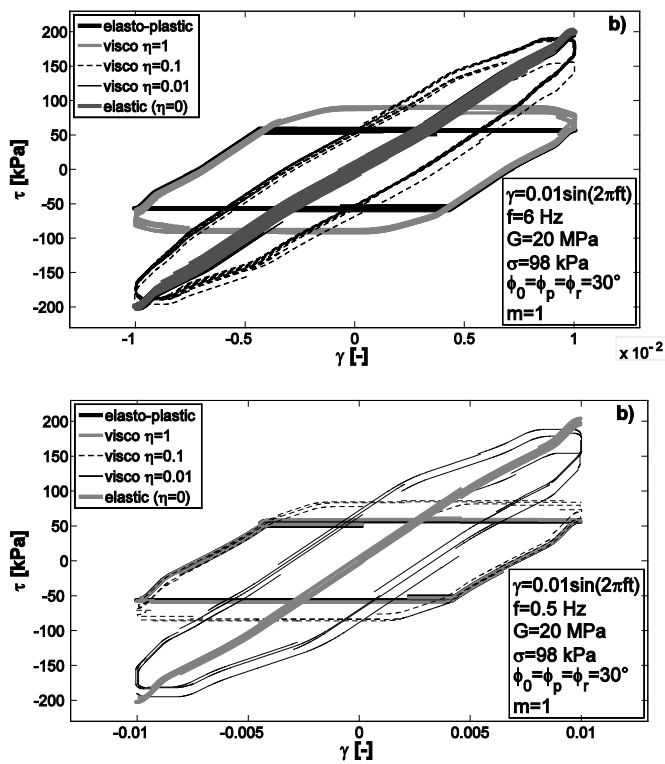 b)
elasto-plastic
visco η=1
visco η=0.1
visco η=0.01
elastic (η=0)
200
150
100
50
0
-50
-100
-150
-200
τ [kPa]
γ=0.01sin(2πft)
f=6 Hz
G=20 MPa
σ=98 kPa
ϕ0=ϕp=ϕr=30°
m=1
-1
-0.5
0
0.5
1
x 10⁻²
γ [-]
b)
elasto-plastic
visco η=1
visco η=0.1
visco η=0.01
elastic (η=0)
200
150
100
50
0
-50
-100
-150
-200
τ [kPa]
γ=0.01sin(2πft)
f=0.5 Hz
G=20 MPa
σ=98 kPa
ϕ0=ϕp=ϕr=30°
m=1
-0.01
-0.005
0
0.005
0.01
γ [-]